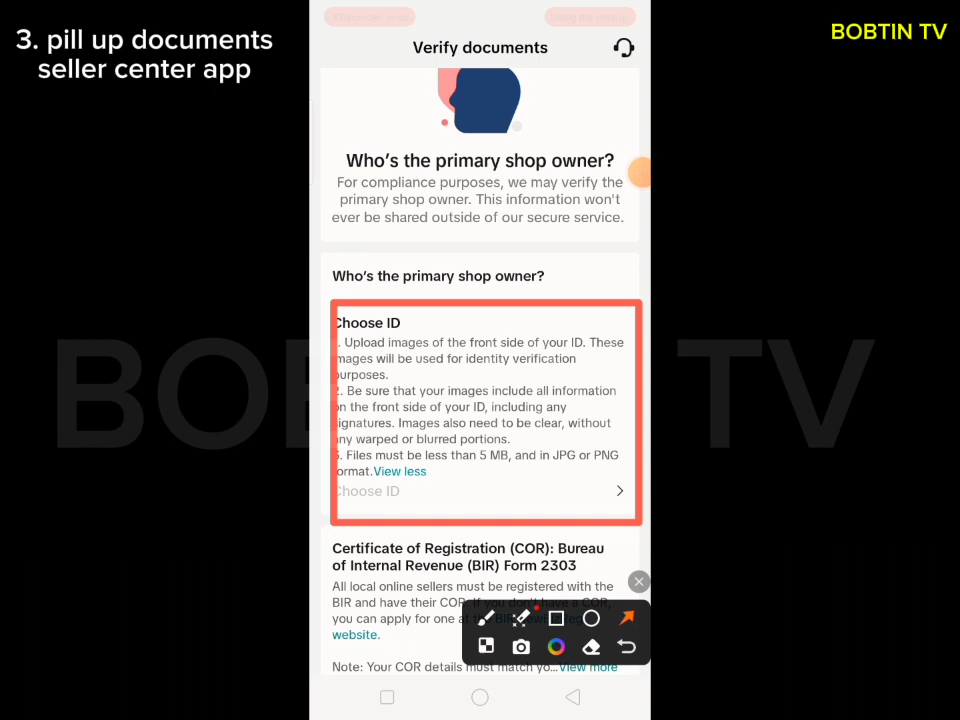 3. pill up documents
seller center app
BOBTIN TV
Verify documents
Who's the primary shop owner?
For compliance purposes, we may verify the
primary shop owner. This information won't
ever be shared outside of our secure service.
Who's the primary shop owner?
Choose ID
1. Upload images of the front side of your ID. These
images will be used for identity verification
purposes.
2. Be sure that your images include all information
on the front side of your ID, including any
signatures. Images also need to be clear, without
any warped or blurred portions.
3. Files must be less than 5 MB, and in JPG or PNG
format.View less
Choose ID
Certificate of Registration (COR): Bureau
of Internal Revenue (BIR) Form 2303
All local online sellers must be registered with the
BIR and have their COR. If you don't have a COR,
you can apply for one at the BIR
website.
Note: Your COR details must match yo...View more
BOBTIN TV